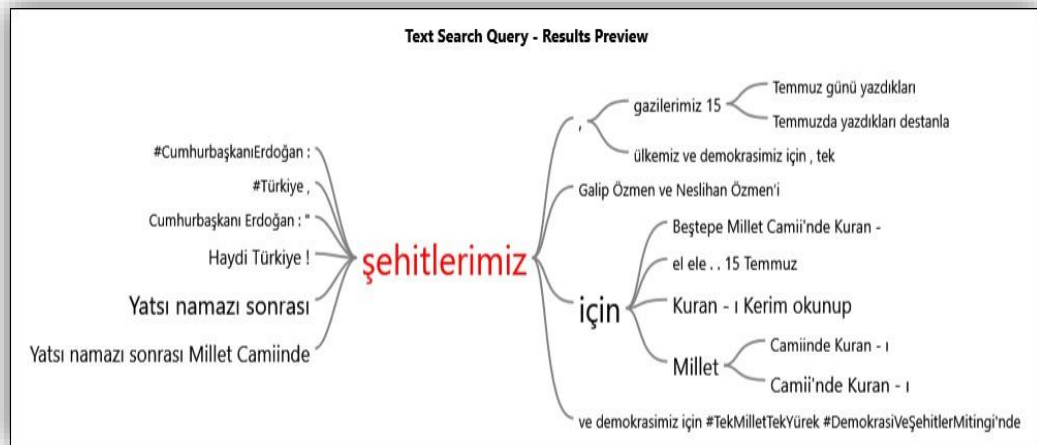 Text Search Query - Results Preview
#CumhurbaşkanıErdoğan :
#Türkiye ,
Cumhurbaşkanı Erdoğan : "
Haydi Türkiye !
Yatsı namazı sonrası
Yatsı namazı sonrası Millet Camiinde
şehitlerimiz
,
gazilerimiz 15
Temmuz günü yazdıkları
Temmuzda yazdıkları destanla
ülkemiz ve demokrasimiz için , tek
Galip Özmen ve Neslihan Özmen'i
için
Beştepe Millet Camii'nde Kuran -
el ele . . 15 Temmuz
Kuran - ı Kerim okunup
Millet
Camiinde Kuran - ı
Camii'nde Kuran - ı
ve demokrasimiz için #TekMilletTekYürek #DemokrasiVeŞehitlerMitingi'nde